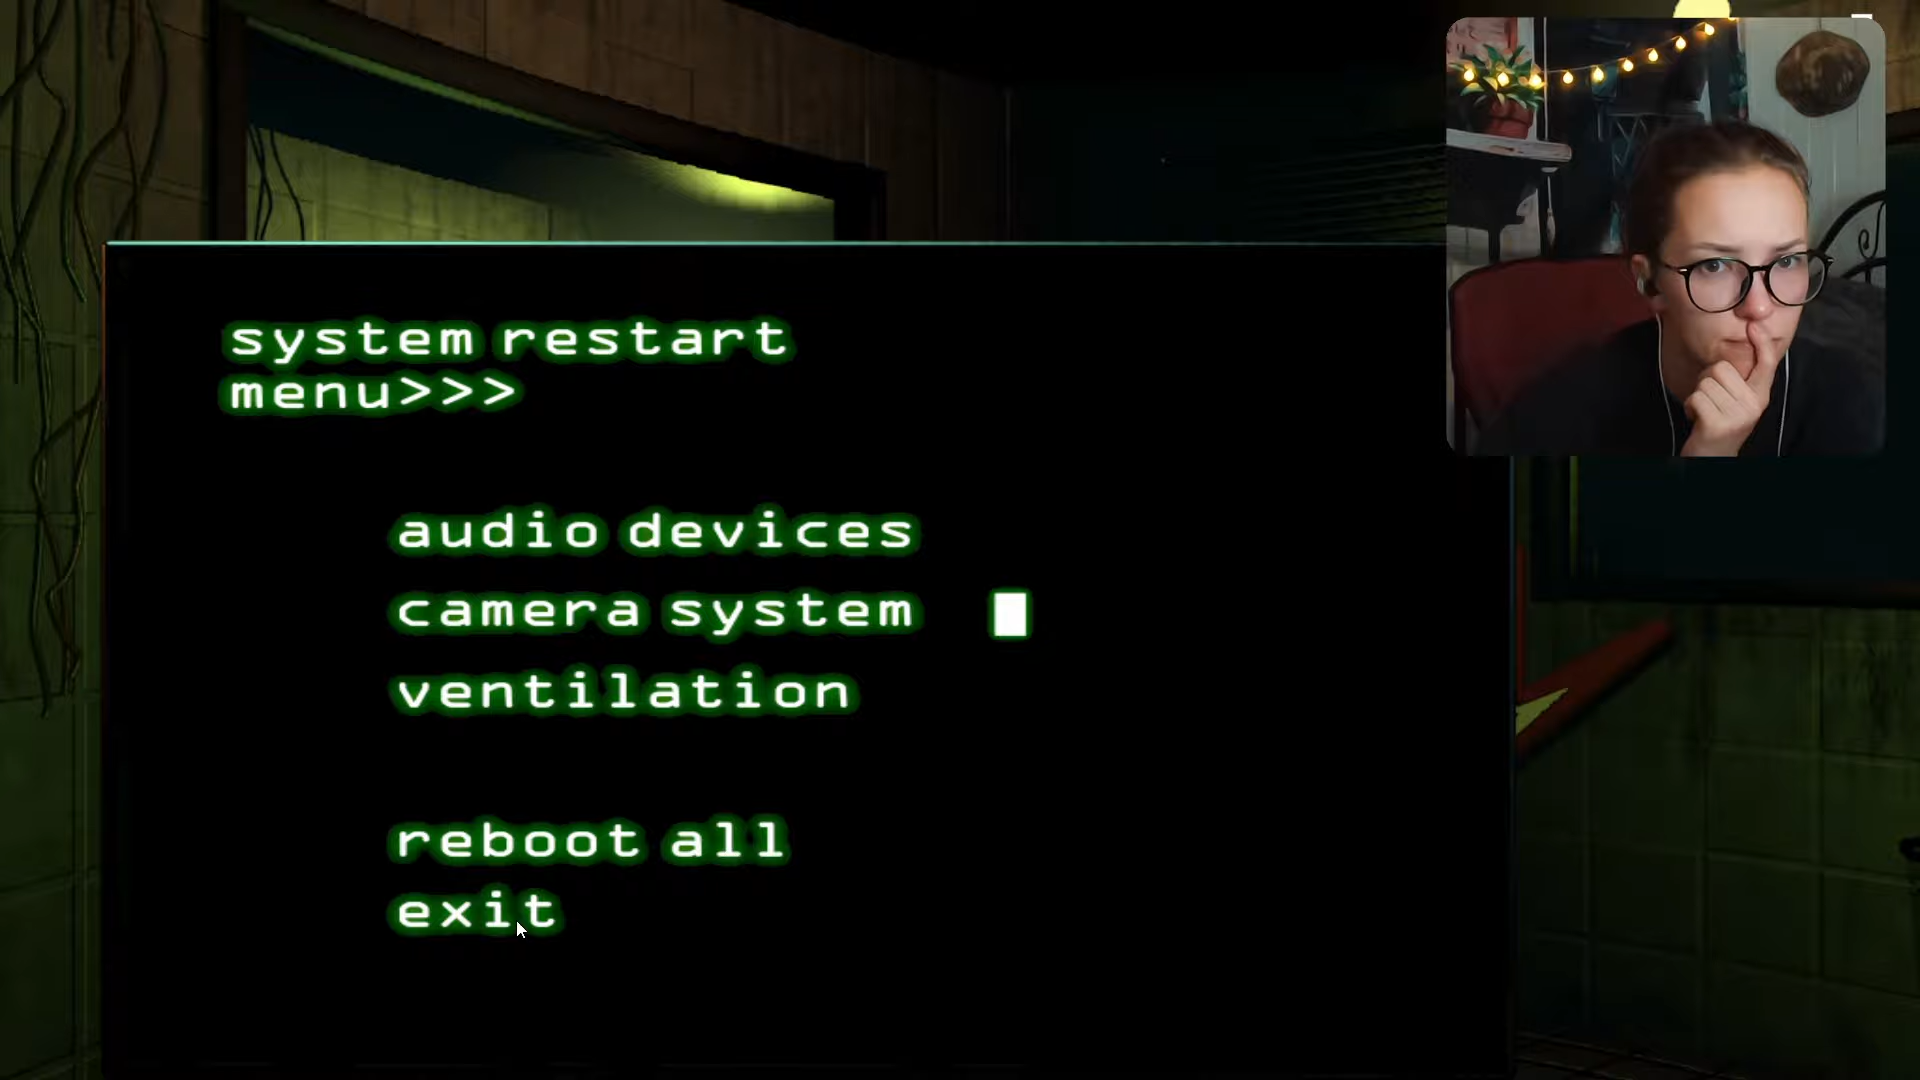 system restart
menu>>>
audio devices
camera system
ventilation
reboot all
exit